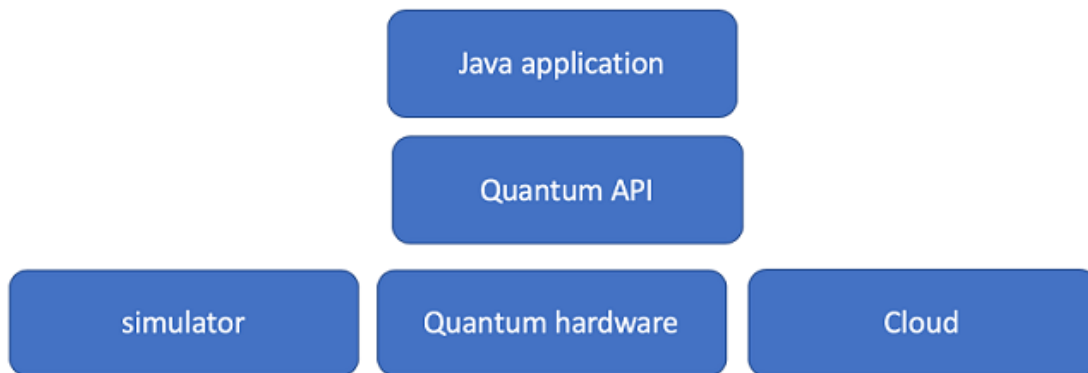 Java application
Quantum API
simulator
Quantum hardware
Cloud